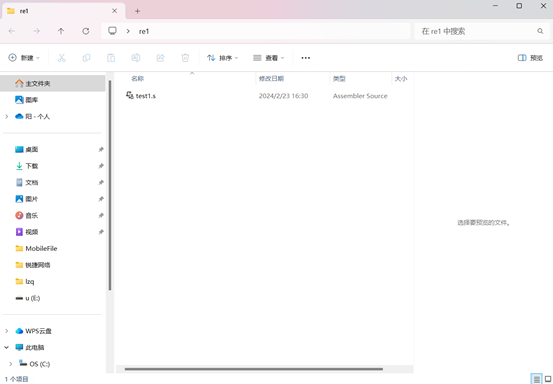 re1
re1
在 re1 中搜索
新建
排序
查看
预览
主文件夹
图库
阳 - 个人
桌面
下载
文档
图片
音乐
视频
MobileFile
锐捷网络
lzq
u (E:)
WPS云盘
此电脑
OS (C:)
名称 修改日期 类型 大小
test1.s 2024/2/23 16:30 Assembler Source
选择要预览的文件。
1 个项目